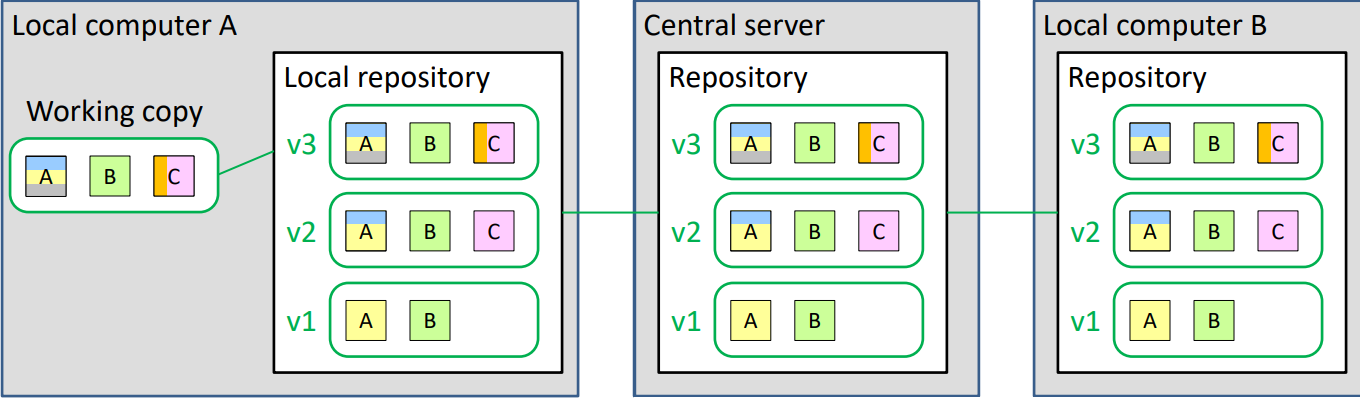 Local computer A
Working copy
A B C
Local repository
v3 A B C
v2 A B C
v1 A B
Central server
Repository
v3 A B C
v2 A B C
v1 A B
Local computer B
Repository
v3 A B C
v2 A B C
v1 A B